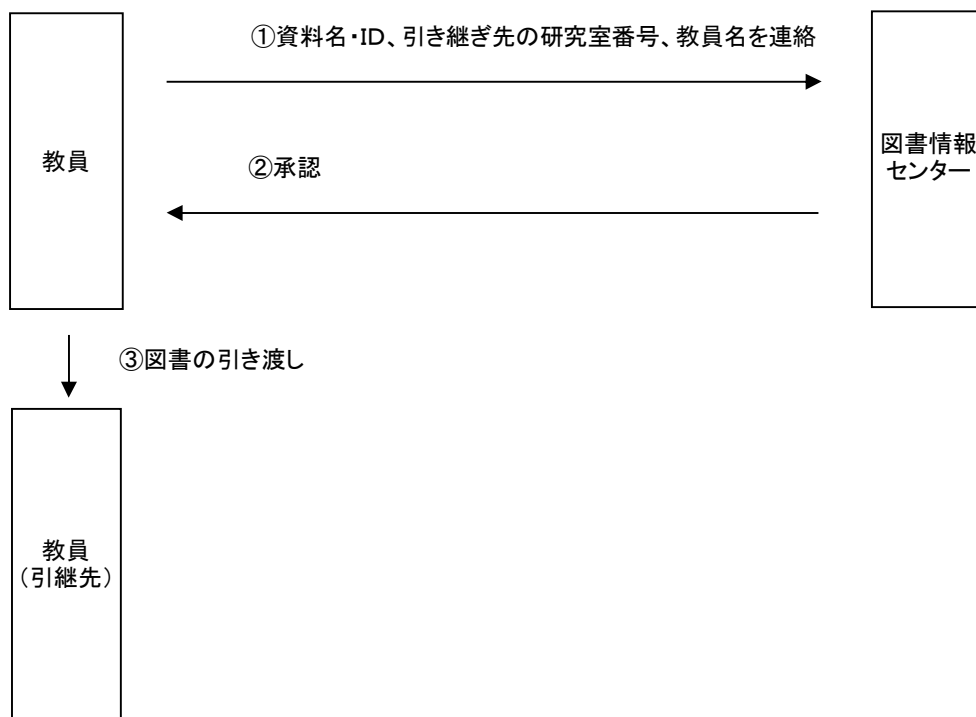 ①資料名・ID、引き継ぎ先の研究室番号、教員名を連絡
教員
図書情報
センター
②承認
③図書の引き渡し
教員
（引継先）